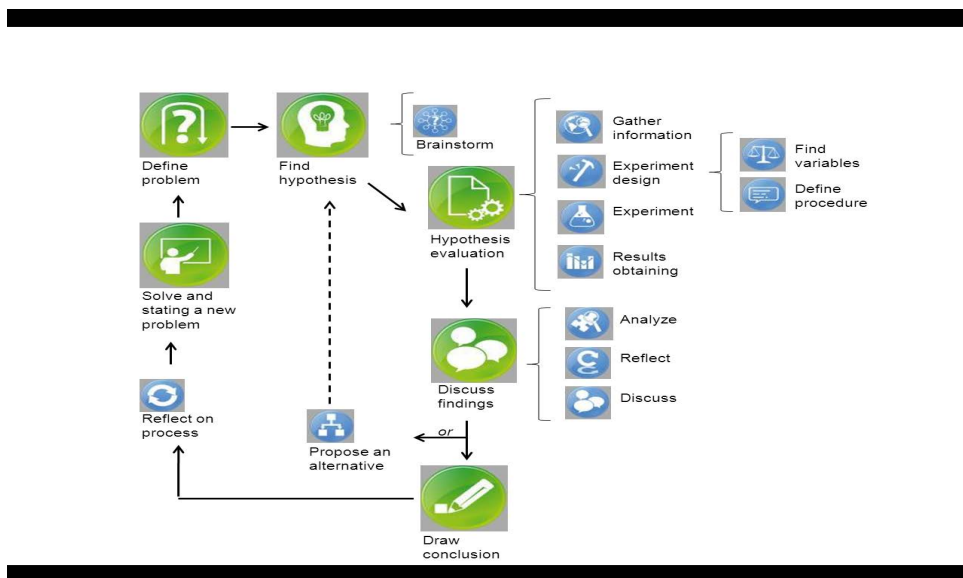 Define
problem
Find
hypothesis
Brainstorm
Hypothesis
evaluation
Gather
information
Experiment
design
Find
variables
Define
procedure
Experiment
Results
obtaining
Discuss
findings
Analyze
Reflect
Discuss
or
Propose an
alternative
Draw
conclusion
Reflect on
process
Solve and
stating a new
problem